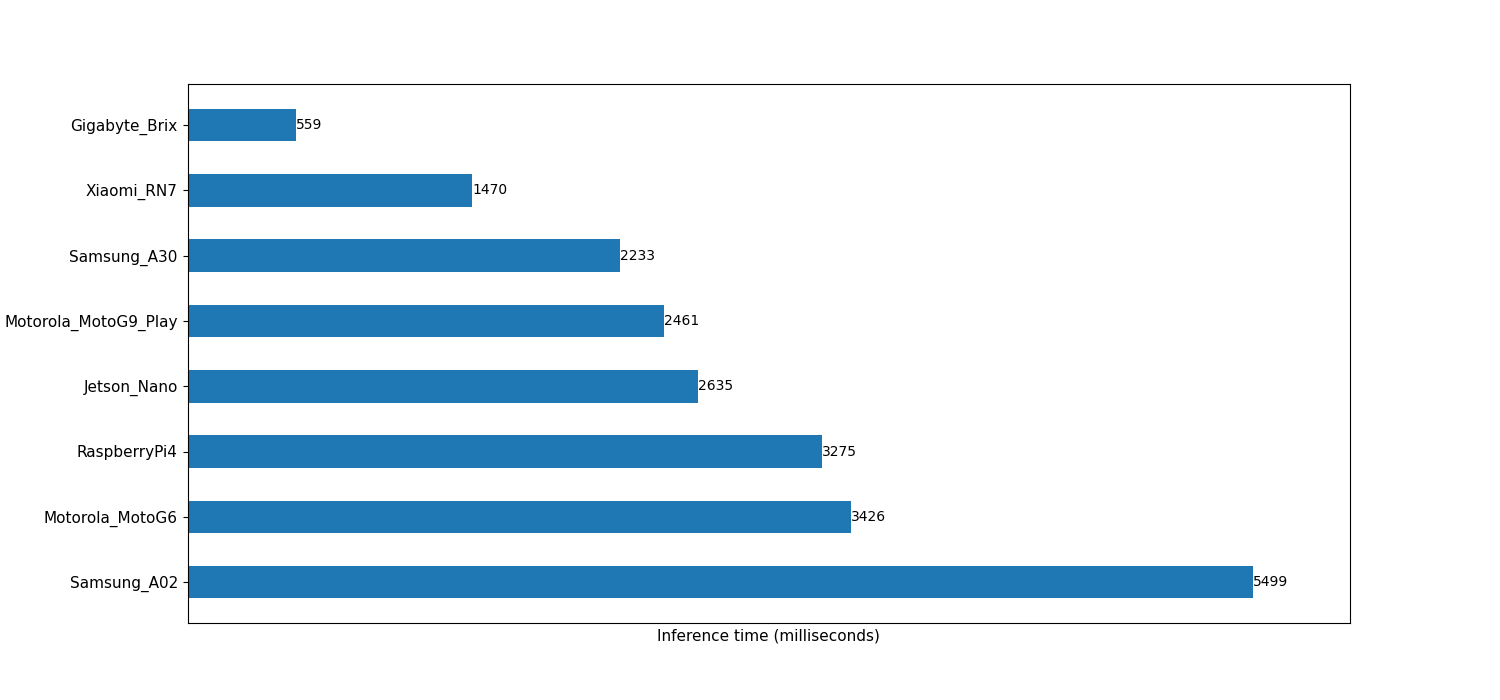 Gigabyte_Brix 559
Xiaomi_RN7 1470
Samsung_A30 2233
Motorola_MotoG9_Play 2461
Jetson_Nano 2635
RaspberryPi4 3275
Motorola_MotoG6 3426
Samsung_A02 5499
Inference time (milliseconds)